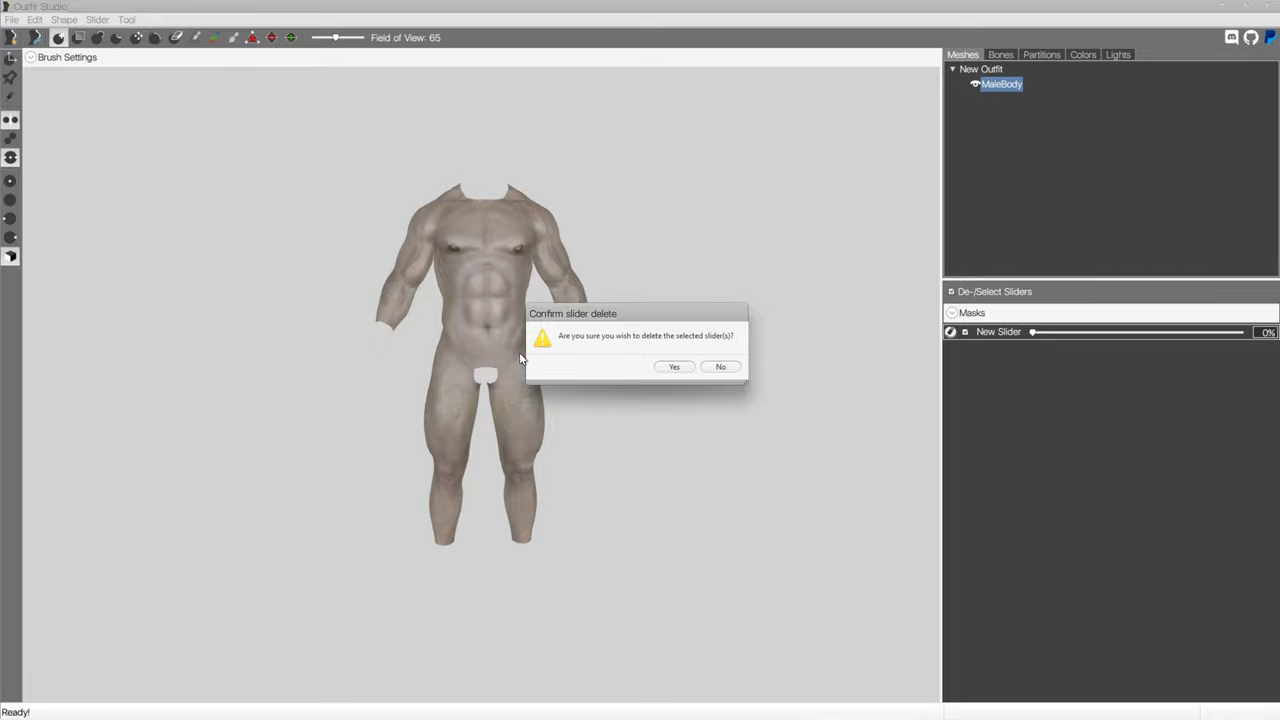 Outfit Studio
File Edit Shape Slider Tool
Field of View: 65
Brush Settings
Meshes Bones Partitions Colors Lights
New Outfit
MaleBody
De-/Select Sliders
Masks
New Slider 0%
Confirm slider delete
Are you sure you wish to delete the selected slider(s)?
Yes No
Ready!